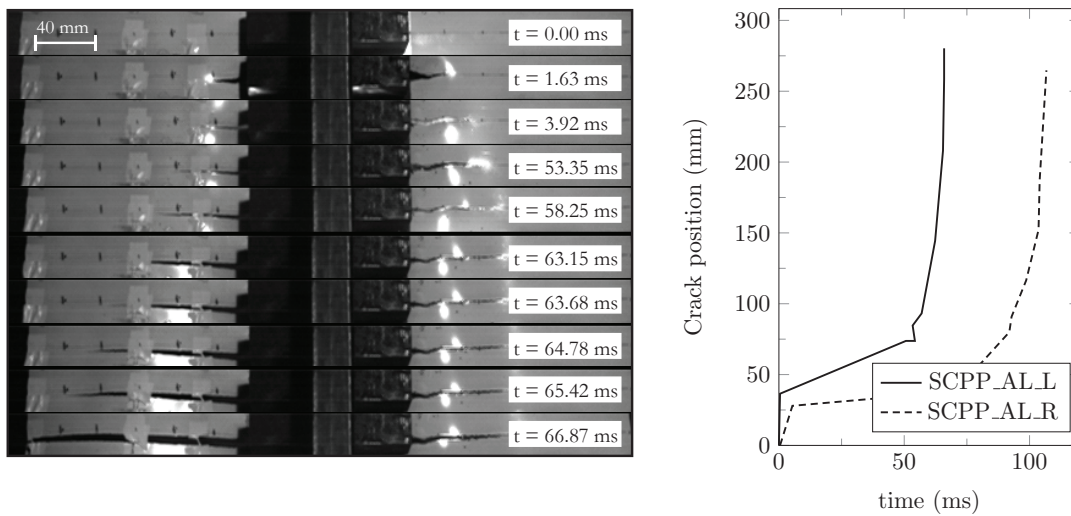 40 mm
t = 0.00 ms
t = 1.63 ms
t = 3.92 ms
t = 53.35 ms
t = 58.25 ms
t = 63.15 ms
t = 63.68 ms
t = 64.78 ms
t = 65.42 ms
t = 66.87 ms
300
250
200
150
100
50
0
Crack position (mm)
SCPP_AL_L
SCPP_AL_R
0 50 100
time (ms)